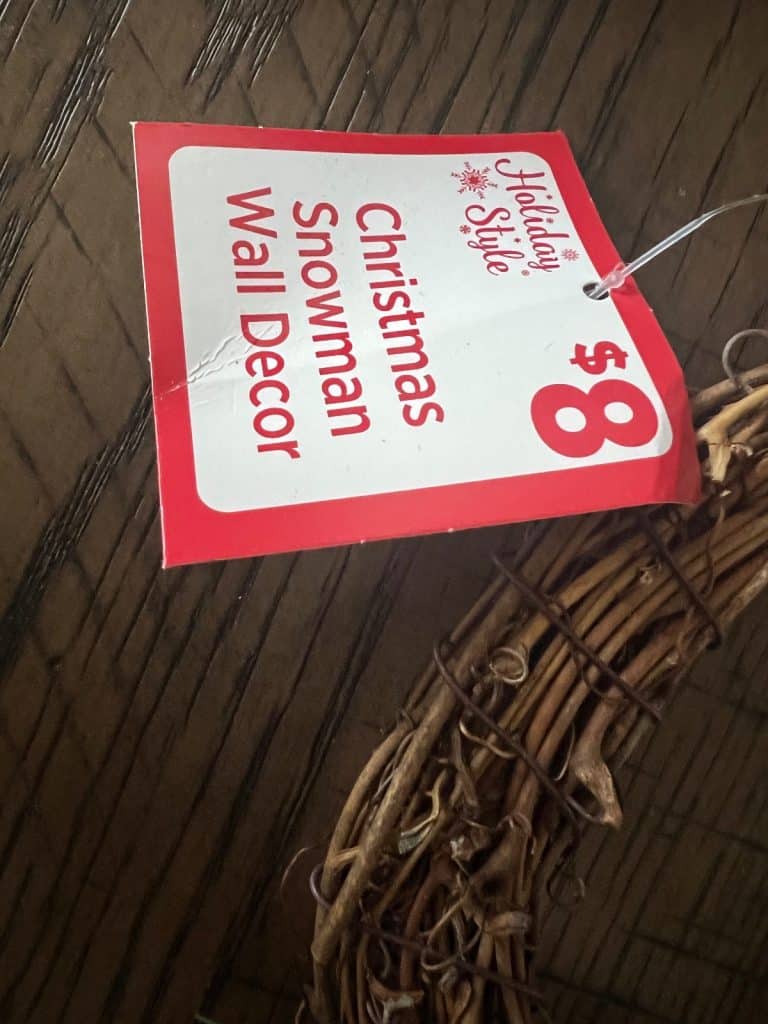 Holiday
Style®
$8
Christmas
Snowman
Wall Decor